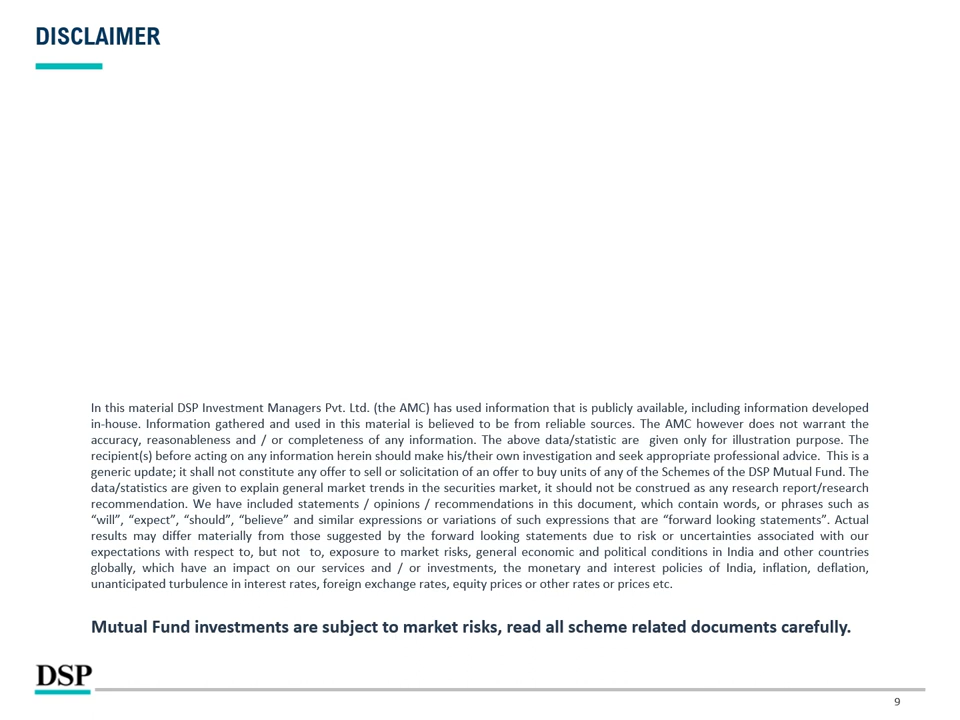 DISCLAIMER
In this material DSP Investment Managers Pvt. Ltd. (the AMC) has used information that is publicly available, including information developed
in-house. Information gathered and used in this material is believed to be from reliable sources. The AMC however does not warrant the
accuracy, reasonableness and / or completeness of any information. The above data/statistic are given only for illustration purpose. The
recipient(s) before acting on any information herein should make his/their own investigation and seek appropriate professional advice. This is a
generic update; it shall not constitute any offer to sell or solicitation of an offer to buy units of any of the Schemes of the DSP Mutual Fund. The
data/statistics are given to explain general market trends in the securities market, it should not be construed as any research report/research
recommendation. We have included statements / opinions / recommendations in this document, which contain words, or phrases such as
“will”, “expect”, “should”, “believe” and similar expressions or variations of such expressions that are “forward looking statements”. Actual
results may differ materially from those suggested by the forward looking statements due to risk or uncertainties associated with our
expectations with respect to, but not to, exposure to market risks, general economic and political conditions in India and other countries
globally, which have an impact on our services and / or investments, the monetary and interest policies of India, inflation, deflation,
unanticipated turbulence in interest rates, foreign exchange rates, equity prices or other rates or prices etc.
Mutual Fund investments are subject to market risks, read all scheme related documents carefully.
DSP
9